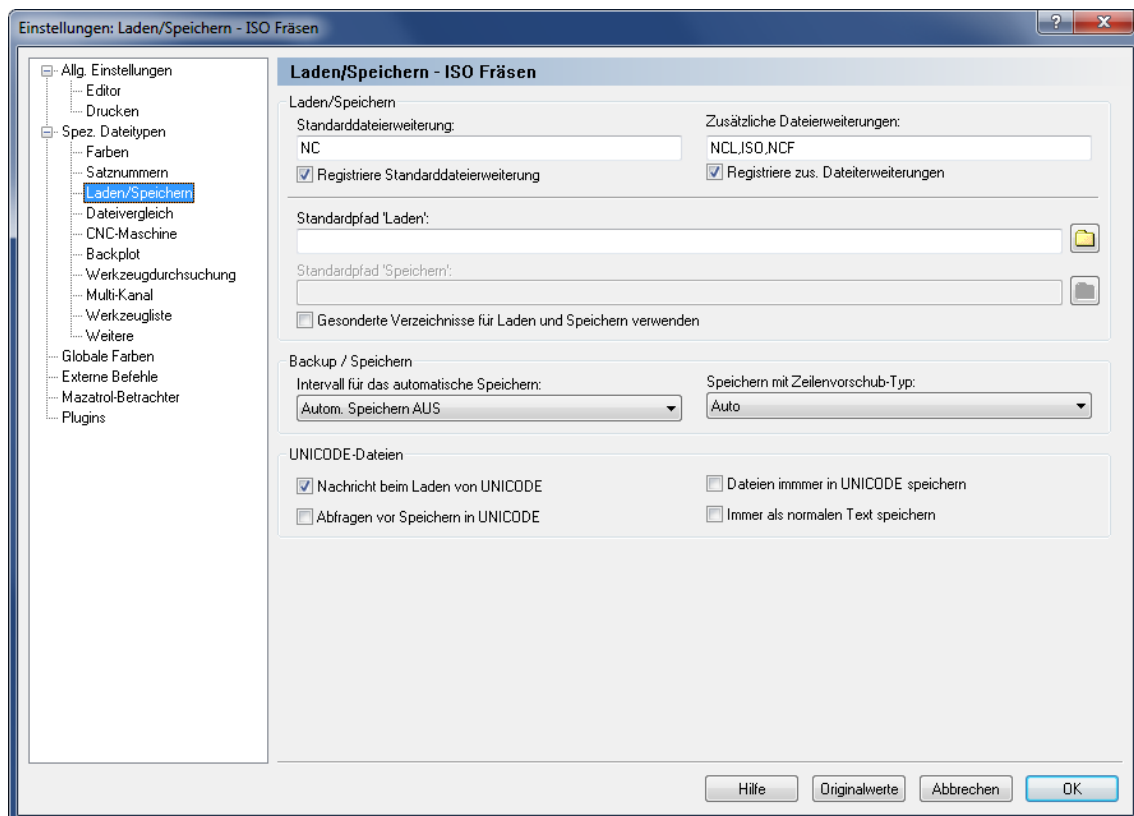 Einstellungen: Laden/Speichern - ISO Fräsen
Allg. Einstellungen
Editor
Drucken
Spez. Dateitypen
Farben
Satznummern
Laden/Speichern
Dateivergleich
CNC-Maschine
Backplot
Werkzeugdurchsuchung
Multi-Kanal
Werkzeugliste
Weitere
Globale Farben
Externe Befehle
Mazatrol-Betrachter
Plugins
Laden/Speichern - ISO Fräsen
Laden/Speichern
Standarddateierweiterung:
Zusätzliche Dateierweiterungen:
NC
NCL,ISO,NCF
Registriere Standarddateierweiterung
Registriere zus. Dateiterweiterungen
Standardpfad 'Laden':
Standardpfad 'Speichern':
Gesonderte Verzeichnisse für Laden und Speichern verwenden
Backup / Speichern
Intervall für das automatische Speichern:
Speichern mit Zeilenvorschub-Typ:
Autom. Speichern AUS
Auto
UNICODE-Dateien
Nachricht beim Laden von UNICODE
Dateien immmer in UNICODE speichern
Abfragen vor Speichern in UNICODE
Immer als normalen Text speichern
Hilfe
Originalwerte
Abbrechen
OK